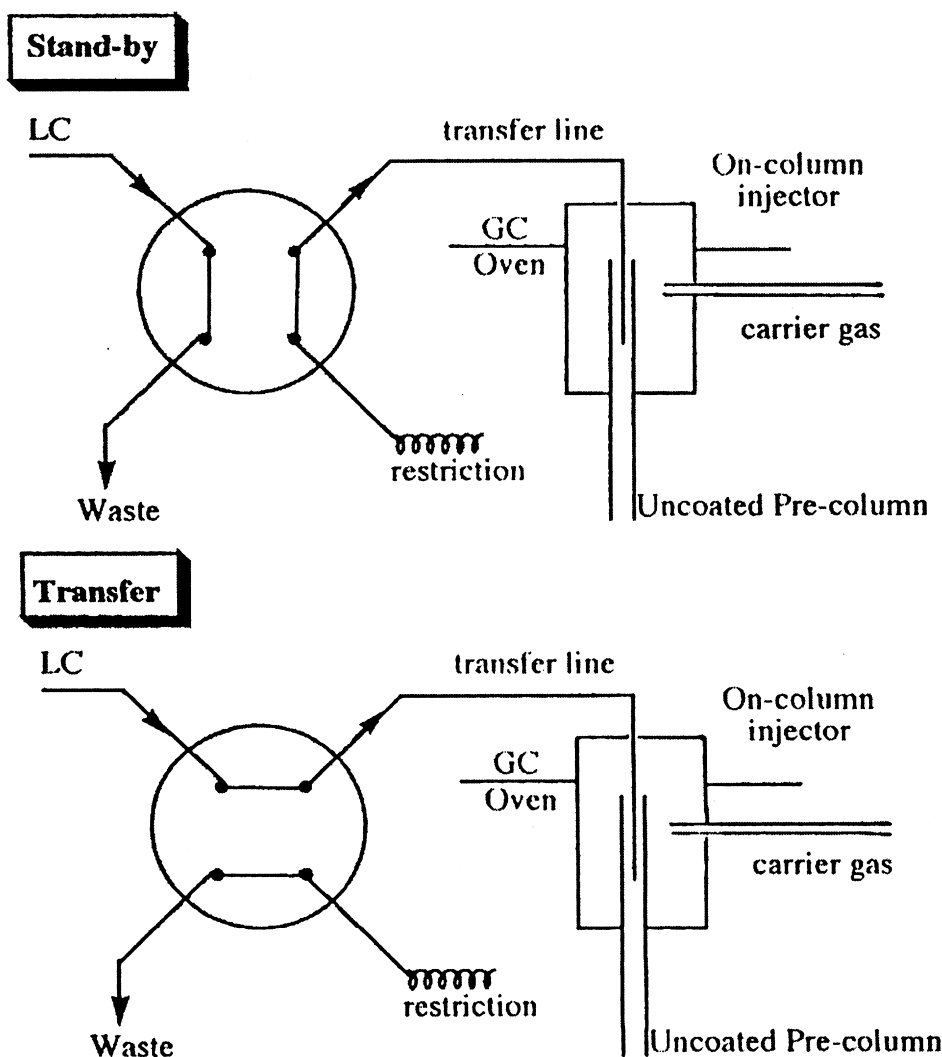 Stand-by
LC
transfer line
On-column
injector
GC
Oven
carrier gas
restriction
Waste
Uncoated Pre-column
Transfer
LC
transfer line
On-column
injector
GC
Oven
carrier gas
restriction
Waste
Uncoated Pre-column